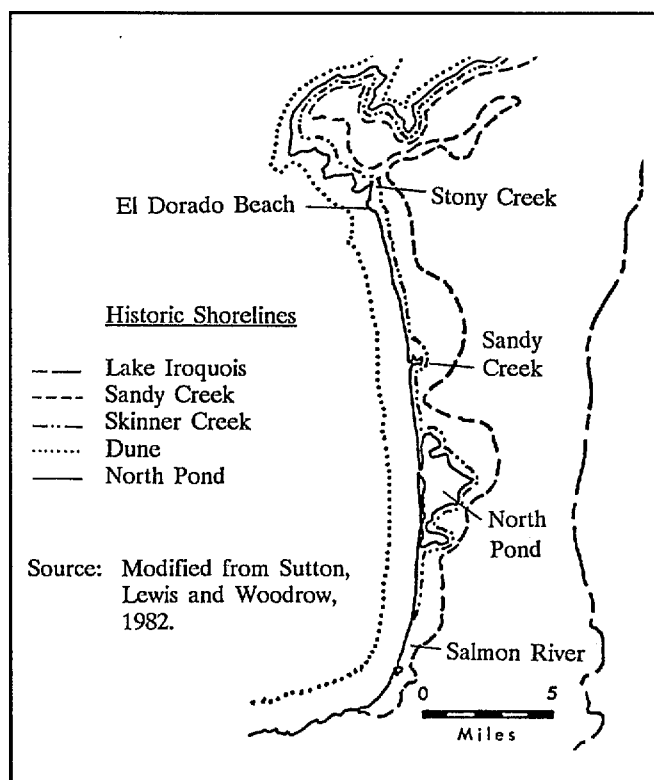 El Dorado Beach
Stony Creek
Historic Shorelines
Lake Iroquois
Sandy Creek
Skinner Creek
Dune
North Pond
Sandy
Creek
North
Pond
Source: Modified from Sutton,
Lewis and Woodrow,
1982.
Salmon River
0 5
Miles